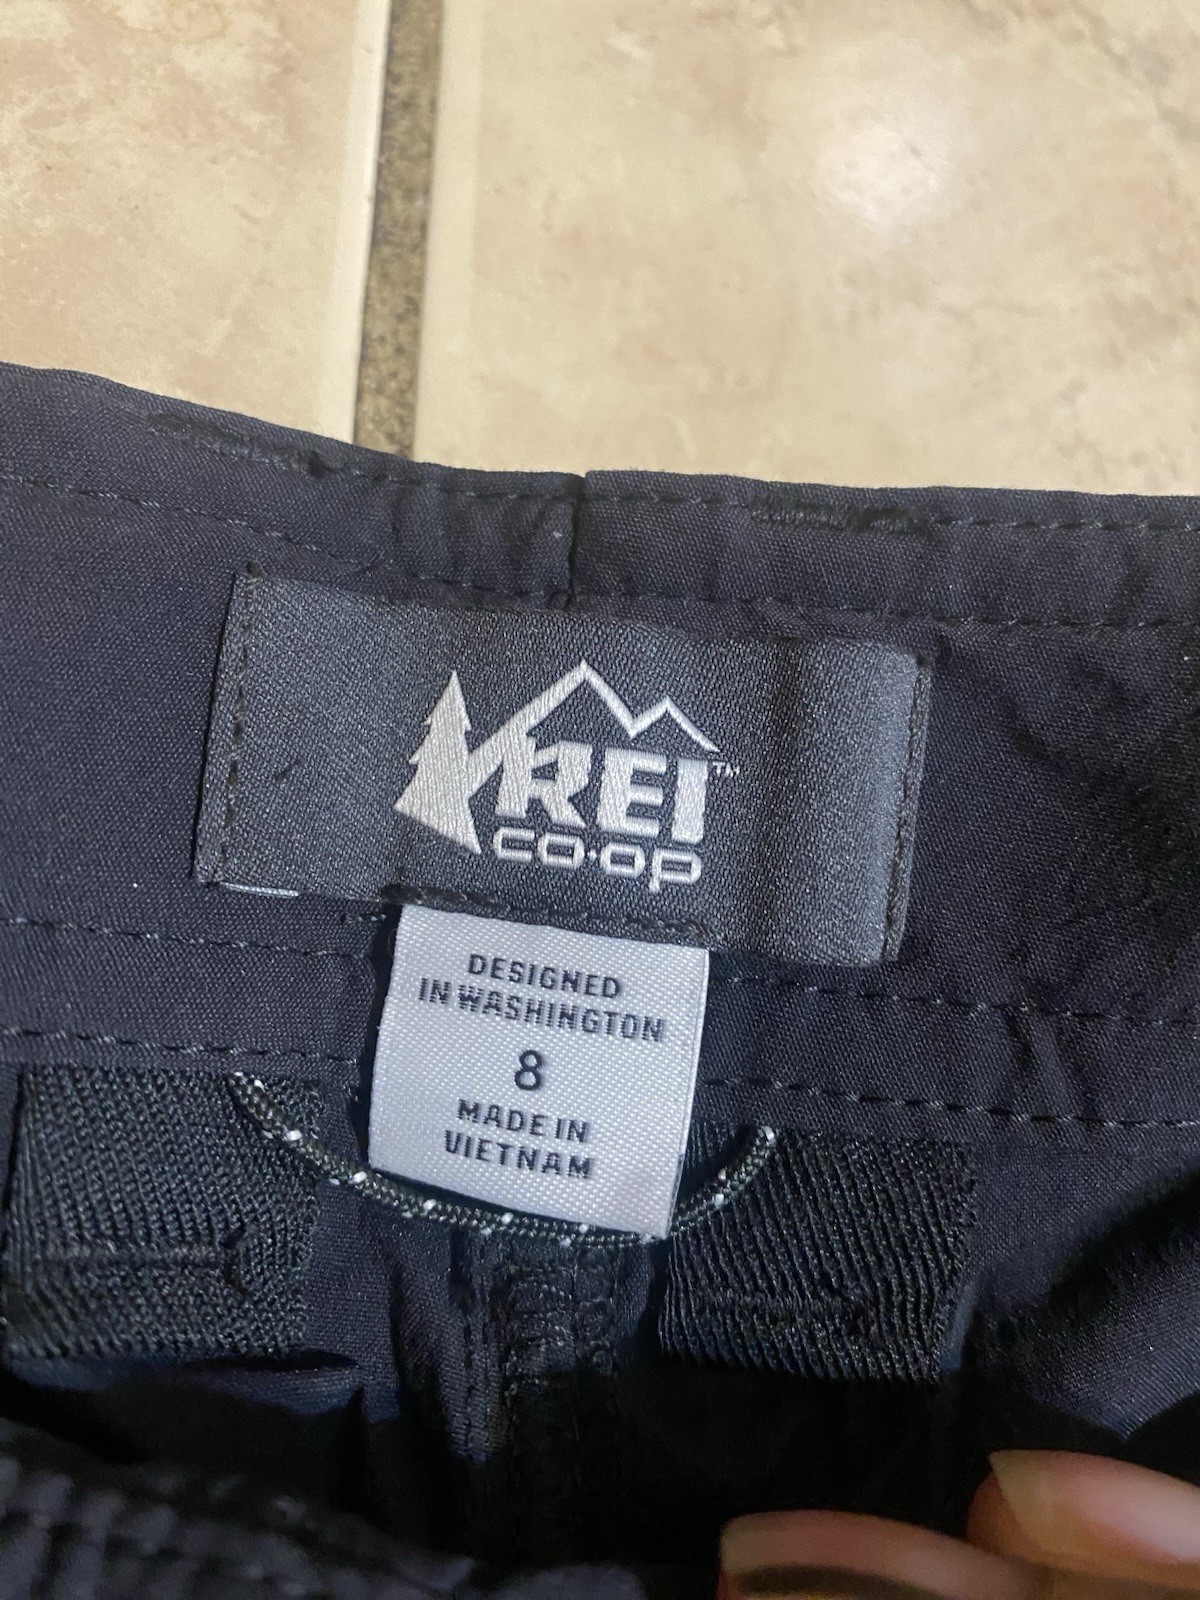 REI™
CO·OP
DESIGNED
IN WASHINGTON
8
MADE IN
VIETNAM